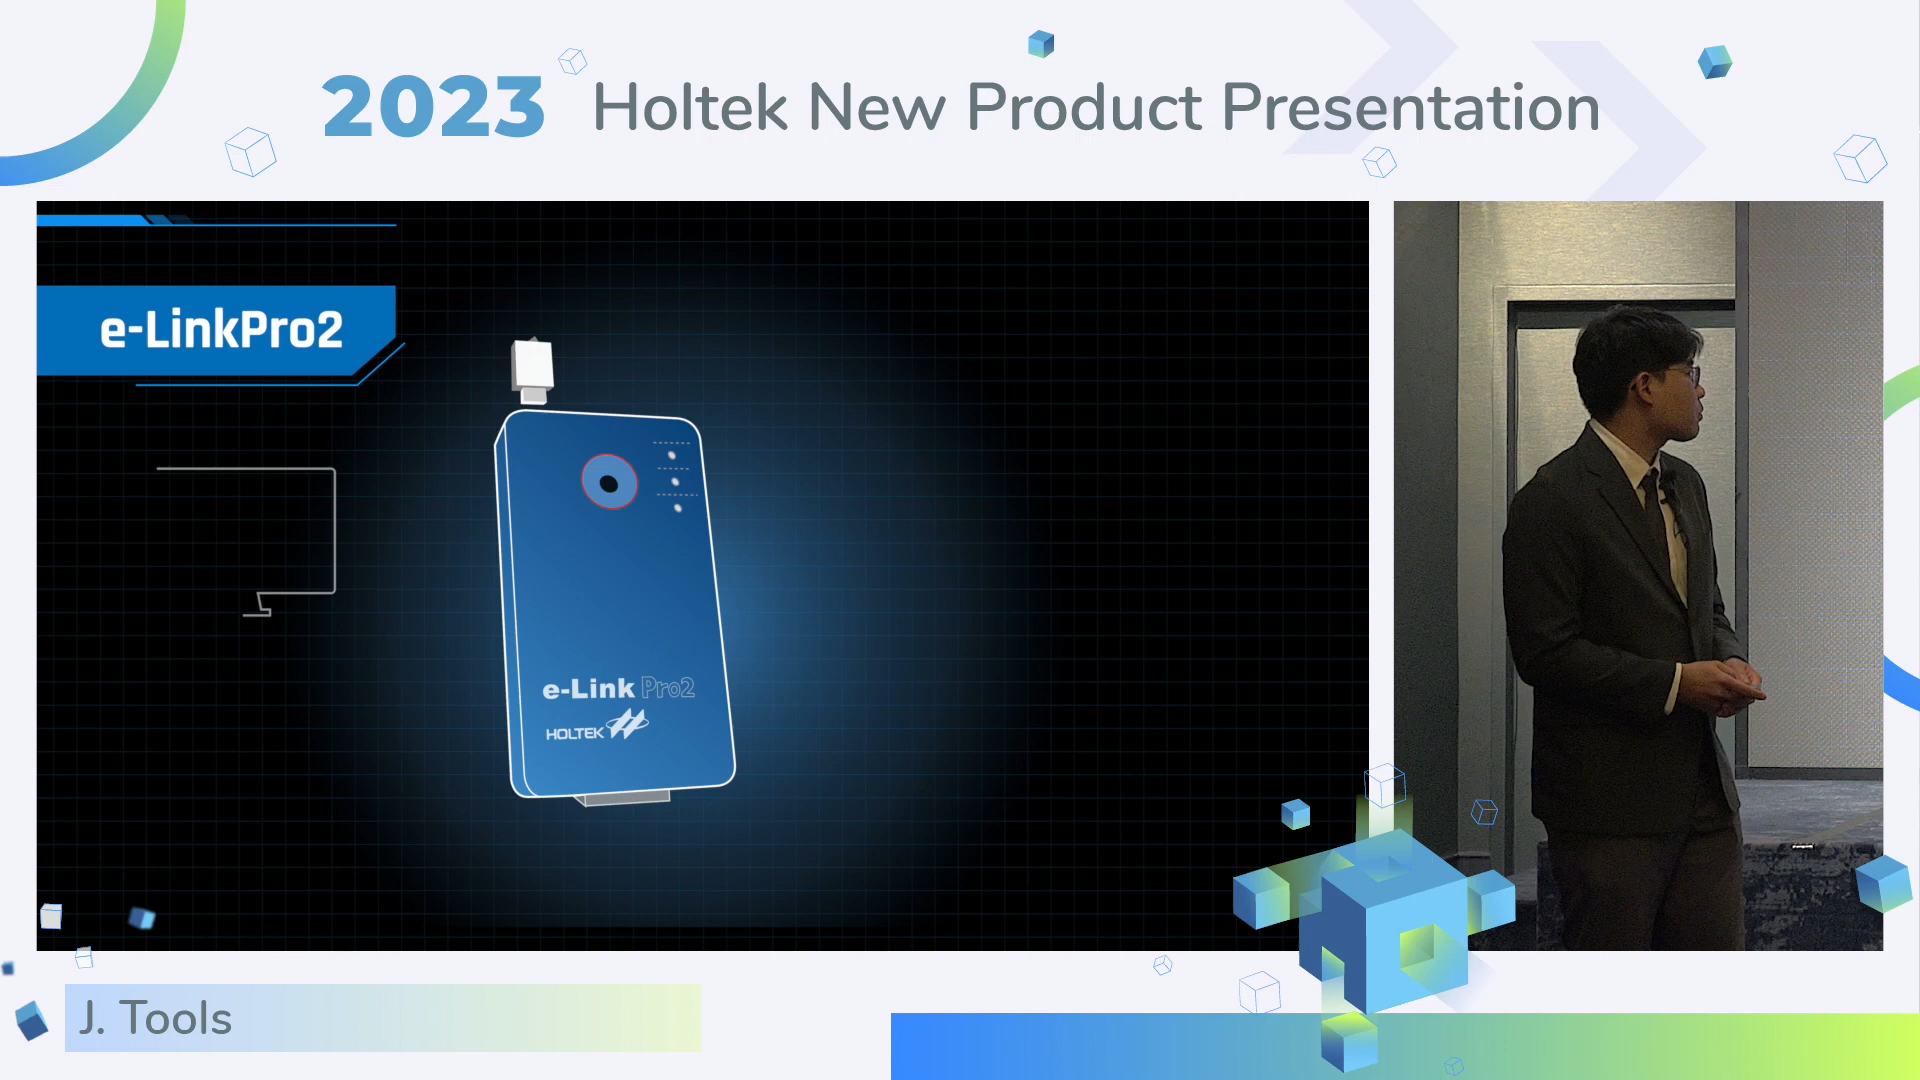 2023 Holtek New Product Presentation
e-LinkPro2
e-Link Pro2
HOLTEK
J. Tools